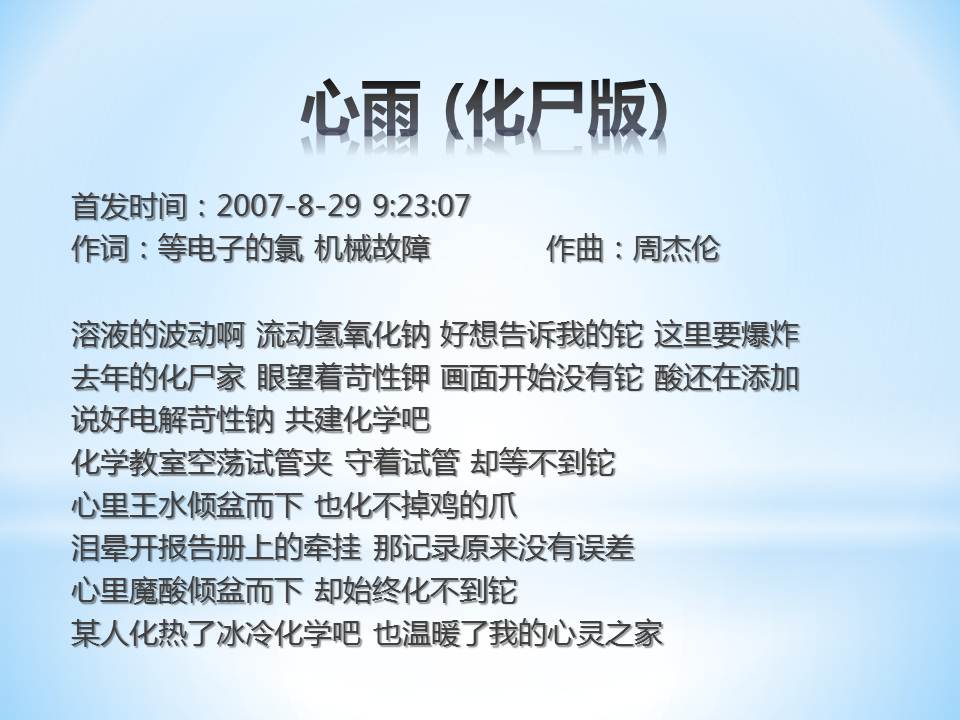 心雨 (化尸版)
首发时间：2007-8-29 9:23:07
作词：等电子的氯 机械故障 作曲：周杰伦
溶液的波动啊 流动氢氧化钠 好想告诉我的铊 这里要爆炸
去年的化尸家 眼望着苛性钾 画面开始没有铊 酸还在添加
说好电解苛性钠 共建化学吧
化学教室空荡试管夹 守着试管 却等不到铊
心里王水倾盆而下 也化不掉鸡的爪
泪晕开报告册上的牵挂 那记录原来没有误差
心里魔酸倾盆而下 却始终化不到铊
某人化热了冰冷化学吧 也温暖了我的心灵之家